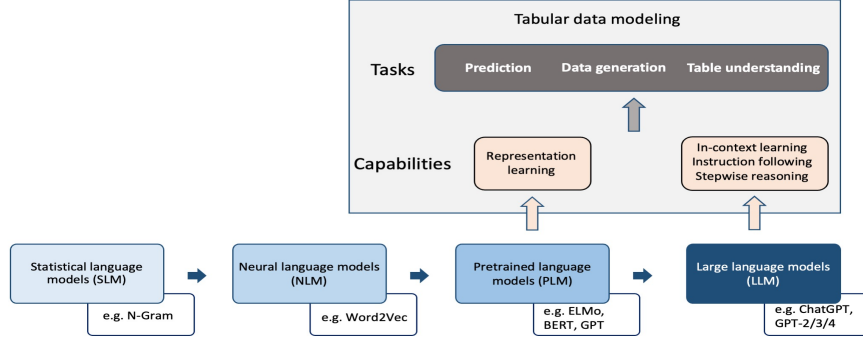 Tabular data modeling
Tasks
Prediction
Data generation
Table understanding
Capabilities
Representation
learning
In-context learning
Instruction following
Stepwise reasoning
Statistical language
models (SLM)
e.g. N-Gram
Neural language models
(NLM)
e.g. Word2Vec
Pretrained language
models (PLM)
e.g. ELMo,
BERT, GPT
Large language models
(LLM)
e.g. ChatGPT,
GPT-2/3/4